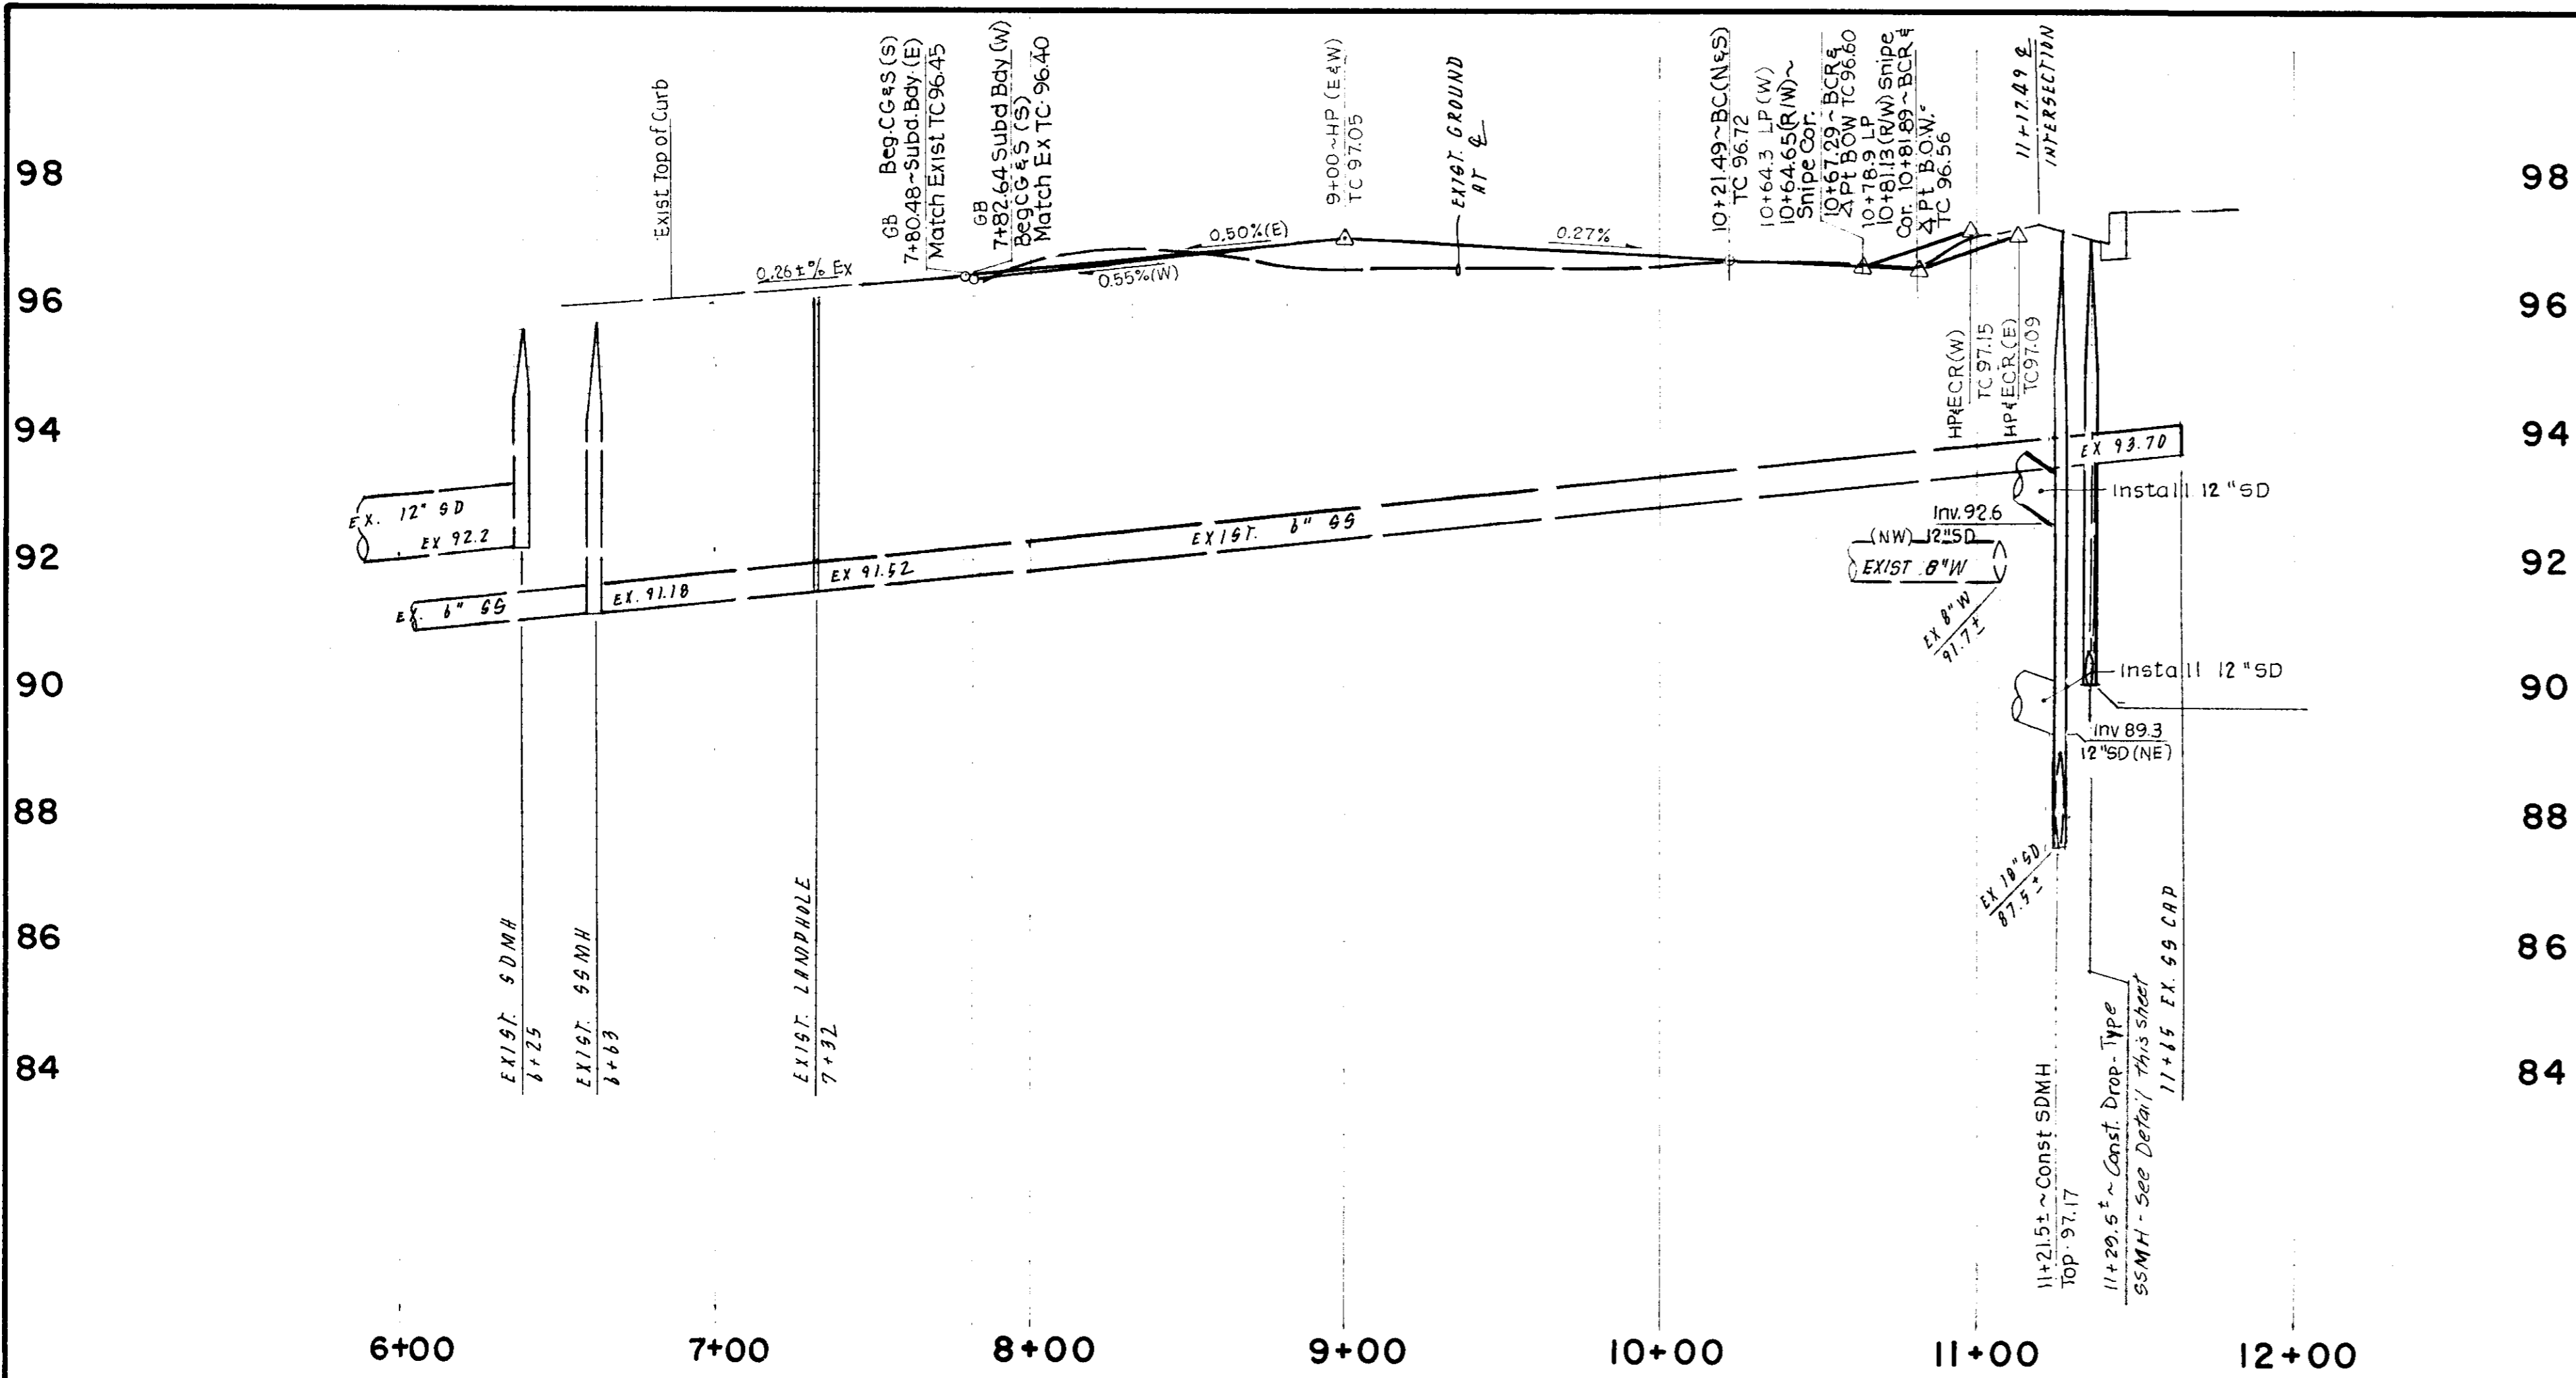 98
96
94
92
90
88
86
84
98
96
94
92
90
88
86
84
Exist Top of Curb
GB Beg.CG&S (S)
7+80.48~Subd.Bdy.(E)
Match Exist TC96.45
GB
7+82.64 Subd Bdy (W)
Beg CG&S (S)
Match Ex TC 96.40
9+00~HP (E&W)
TC 97.05
EXIST. GROUND
AT ℄
10+21.49~BC(N&S)
TC 96.72
10+64.3 LP (W)
10+64.65(R/W)~
Snipe Cor.
10+67.29~BCR&
∆ Pt BOW TC96.60
10+78.9 LP
10+81.13(R/W) Snipe
Cor. 10+81.89~BCR &
∆ Pt B.O.W.
TC 96.56
11+17.49 ℄
INTERSECTION
0.26±% Ex
0.50%(E)
0.55%(W)
0.27%
HP&ECR(W)
TC 97.15
HP&ECR(E)
TC97.09
EX. 12" SD
EX 92.2
EX. 6" SS
EX. 91.18
EX 91.52
EXIST. 6" SS
EX 93.70
Install 12"SD
Inv. 92.6
(NW) 12"SD
EXIST 8"W
EX 8"W
91.7±
Install 12"SD
Inv 89.3
12"SD(NE)
EX 18" SD
87.5±
EXIST. SDMH
6+25
EXIST. SSMH
6+63
EXIST. LAMPHOLE
7+32
11+21.5±~Const SDMH
Top 97.17
11+29.5±~Const. Drop-Type
SSMH - See Detail this sheet
11+65 EX. SS CAP
6+00
7+00
8+00
9+00
10+00
11+00
12+00